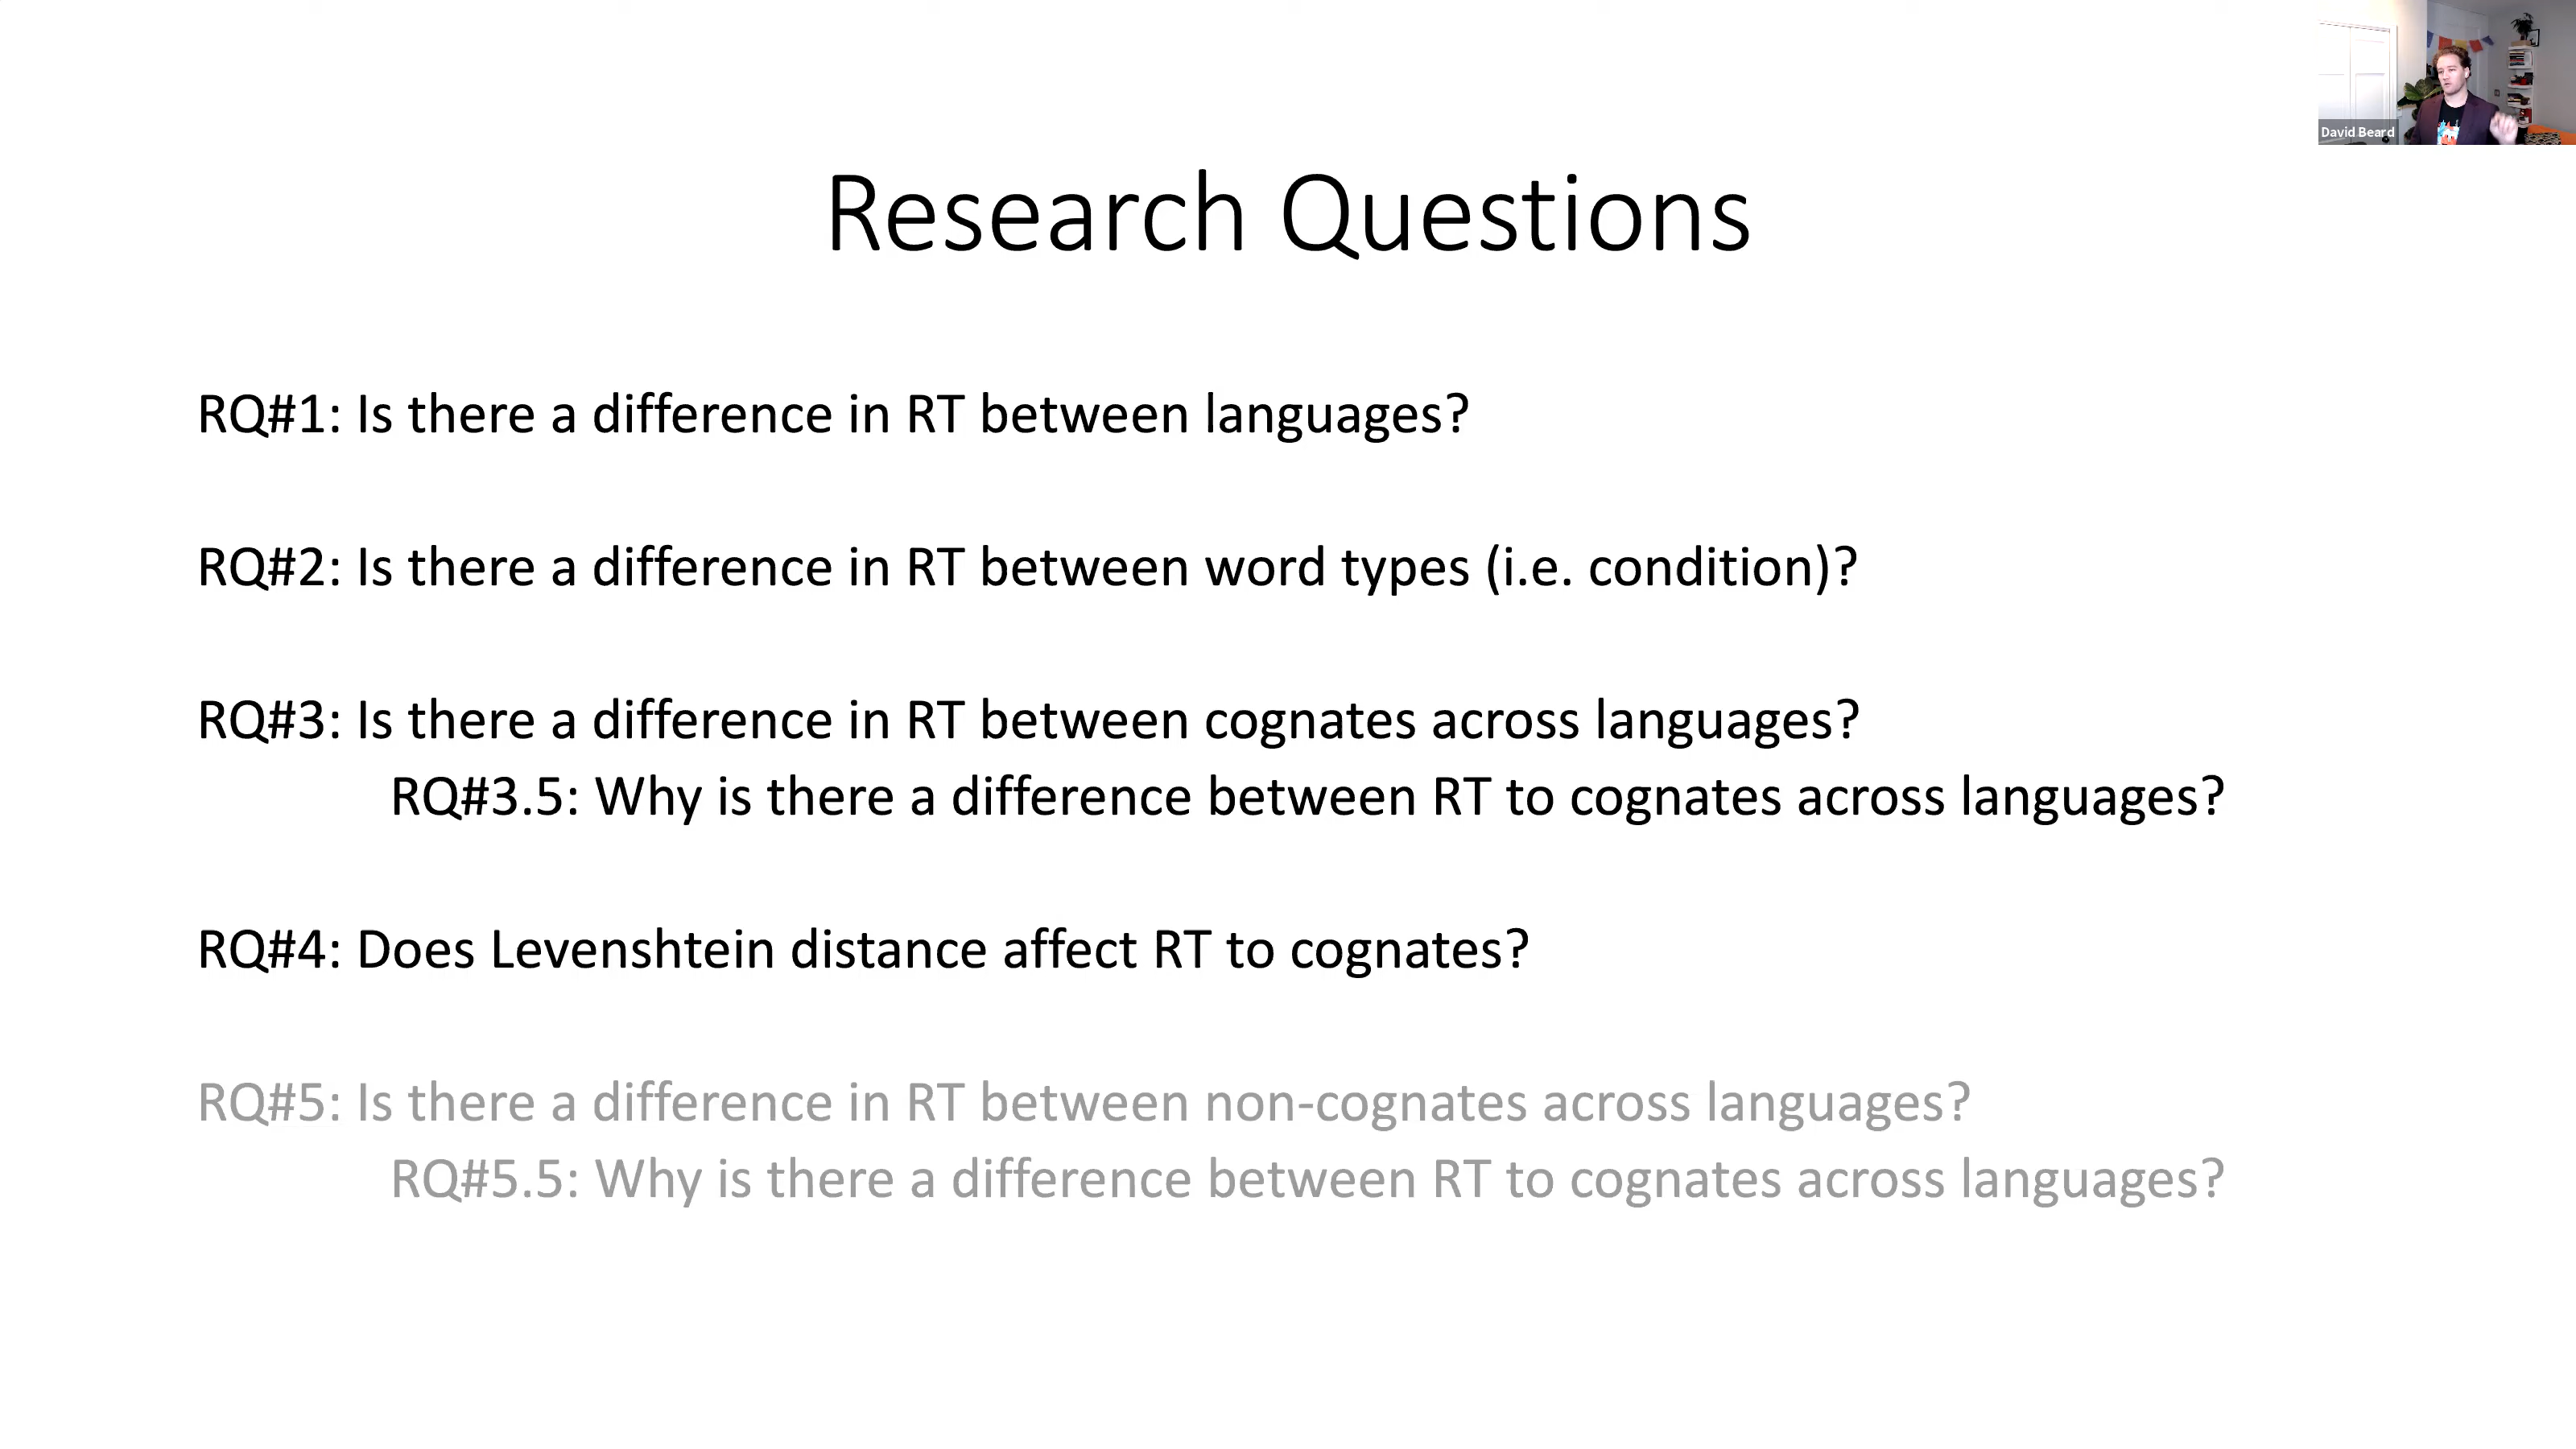 David Beard
Research Questions
RQ#1: Is there a difference in RT between languages?
RQ#2: Is there a difference in RT between word types (i.e. condition)?
RQ#3: Is there a difference in RT between cognates across languages?
RQ#3.5: Why is there a difference between RT to cognates across languages?
RQ#4: Does Levenshtein distance affect RT to cognates?
RQ#5: Is there a difference in RT between non-cognates across languages?
RQ#5.5: Why is there a difference between RT to cognates across languages?